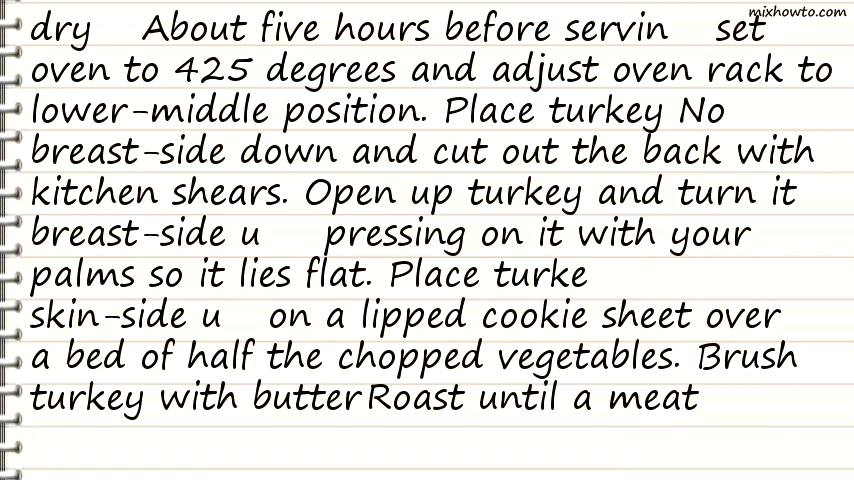 mixhowto.com
dry About five hours before servin set
oven to 425 degrees and adjust oven rack to
lower-middle position. Place turkey No
breast-side down and cut out the back with
kitchen shears. Open up turkey and turn it
breast-side u pressing on it with your
palms so it lies flat. Place turke
skin-side u on a lipped cookie sheet over
a bed of half the chopped vegetables. Brush
turkey with butter Roast until a meat